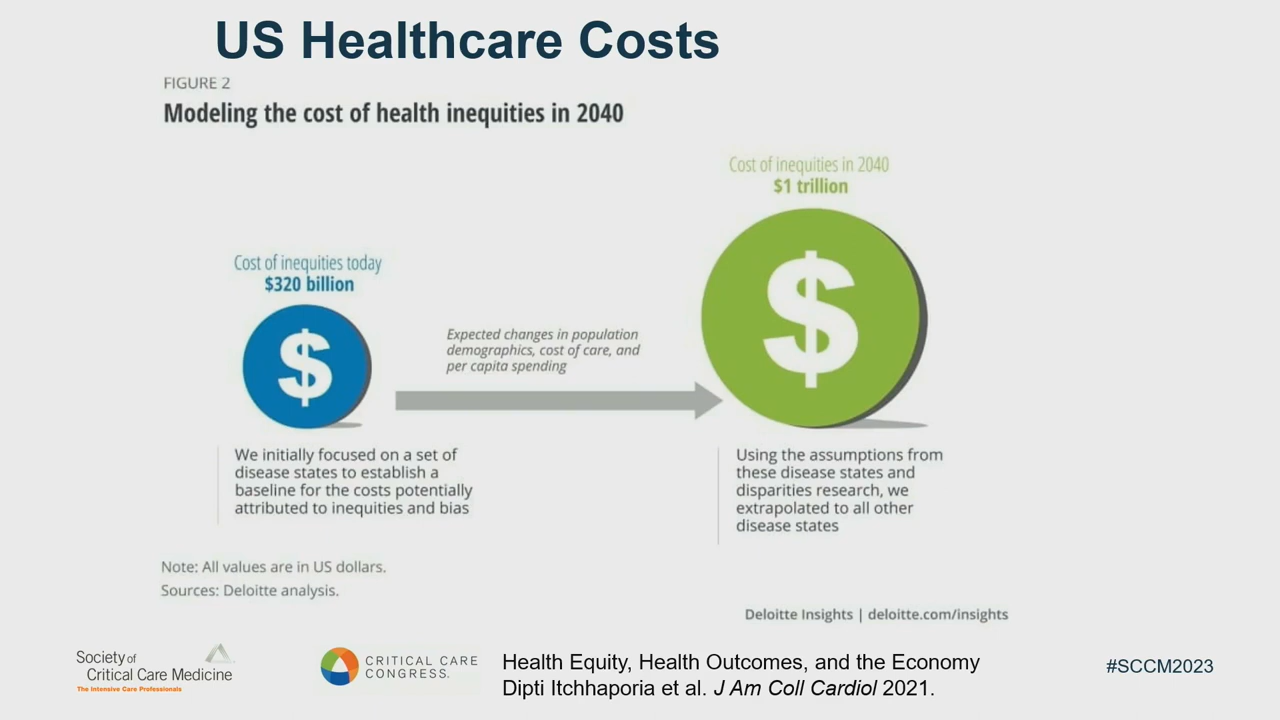 US Healthcare Costs
FIGURE 2
Modeling the cost of health inequities in 2040
Cost of inequities in 2040
$1 trillion
$
Cost of inequities today
$320 billion
$
Expected changes in population
demographics, cost of care, and
per capita spending
We initially focused on a set of
disease states to establish a
baseline for the costs potentially
attributed to inequities and bias
Using the assumptions from
these disease states and
disparities research, we
extrapolated to all other
disease states
Note: All values are in US dollars.
Sources: Deloitte analysis.
Deloitte Insights | deloitte.com/insights
Society of
Critical Care Medicine
The Intensive Care Professionals
CRITICAL CARE
CONGRESS
Health Equity, Health Outcomes, and the Economy
Dipti Itchhaporia et al. J Am Coll Cardiol 2021.
#SCCM2023